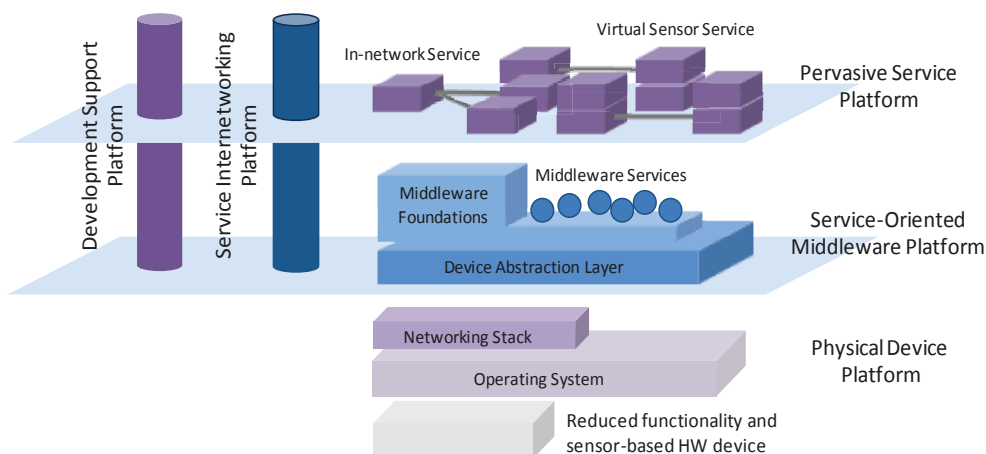 Development Support
Platform
Service Internetworking
Platform
In-network Service
Virtual Sensor Service
Pervasive Service
Platform
Middleware
Foundations
Middleware Services
Device Abstraction Layer
Service-Oriented
Middleware Platform
Networking Stack
Operating System
Physical Device
Platform
Reduced functionality and
sensor-based HW device